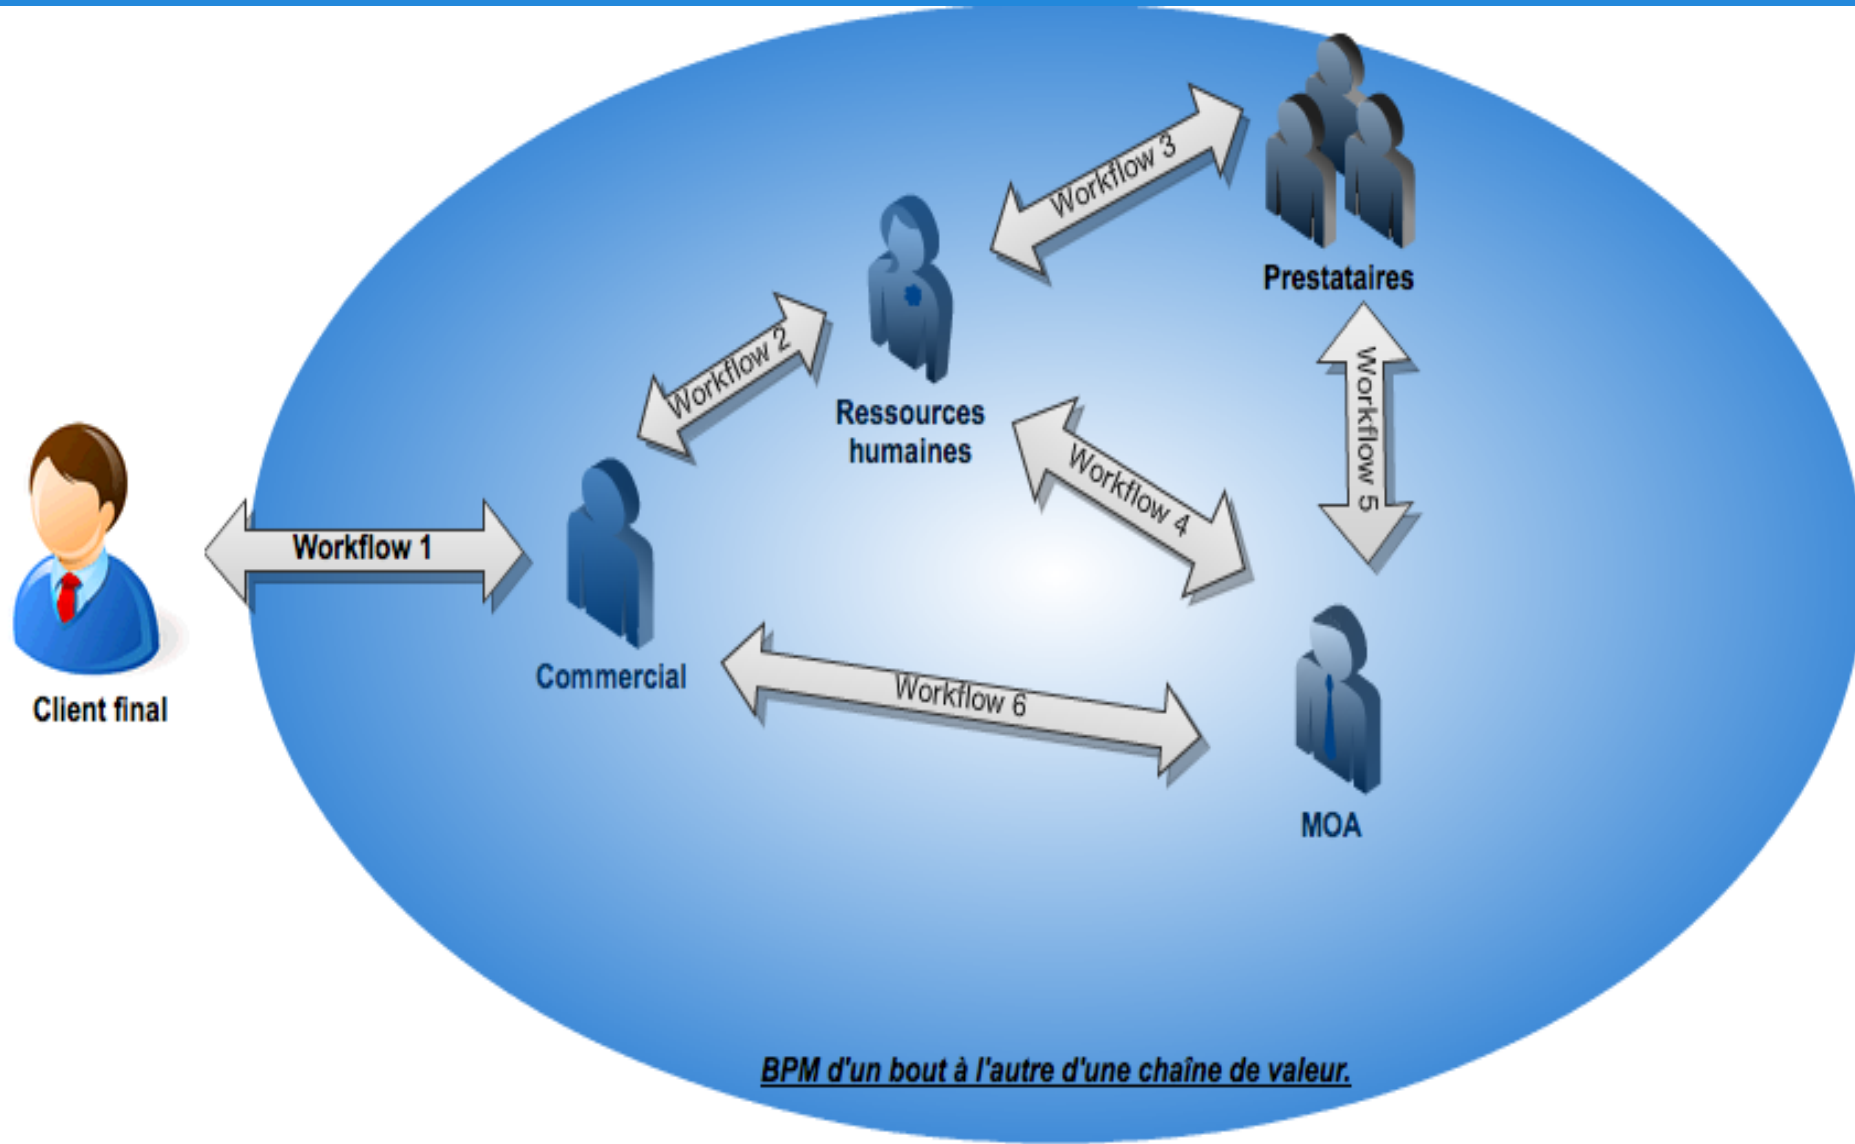 Workflow 3
Prestataires
Workflow 2
Ressources
humaines
Workflow 5
Workflow 4
Workflow 1
Commercial
Client final
Workflow 6
MOA
BPM d'un bout à l'autre d'une chaîne de valeur.